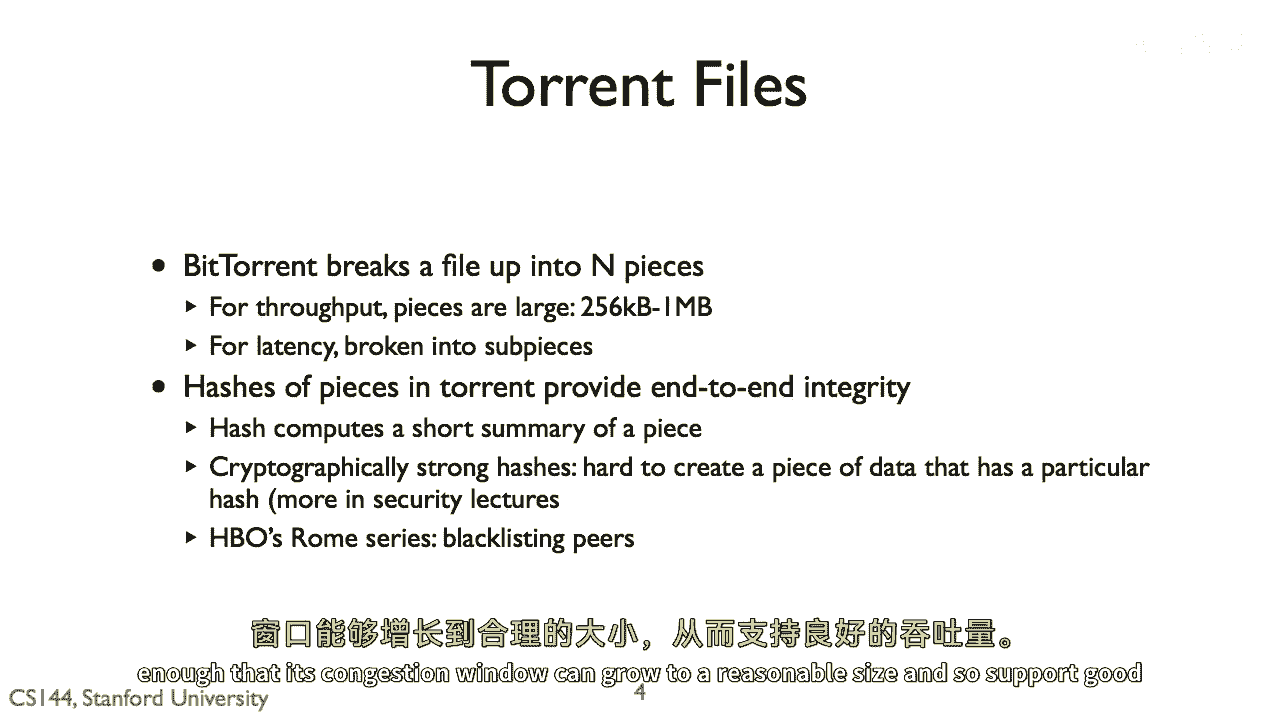 Torrent Files
• BitTorrent breaks a file up into N pieces
‣ For throughput, pieces are large: 256kB-1MB
‣ For latency, broken into subpieces
• Hashes of pieces in torrent provide end-to-end integrity
‣ Hash computes a short summary of a piece
‣ Cryptographically strong hashes: hard to create a piece of data that has a particular
hash (more in security lectures
‣ HBO's Rome series: blacklisting peers
窗口能够增长到合理的大小，从而支持良好的吞吐量。
enough that its congestion window can grow to a reasonable size and so support good
CS144, Stanford University
4